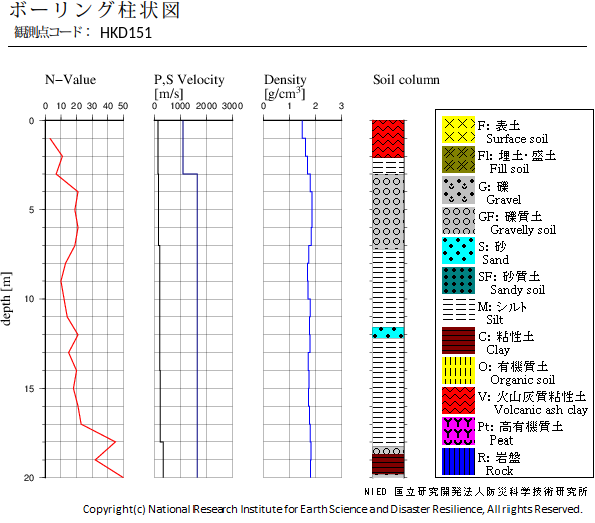 ボーリング柱状図
観測点コード： HKD151
N−Value P,S Velocity Density Soil column
[m/s] [g/cm3]
0 10 20 30 40 50 0 1000 2000 3000 0 1 2 3
0
5
10
15
20
depth [m]
F: 表土
Surface soil
Fl: 埋土・盛土
Fill soil
G: 礫
Gravel
GF: 礫質土
Gravelly soil
S: 砂
Sand
SF: 砂質土
Sandy soil
M: シルト
Silt
C: 粘性土
Clay
O: 有機質土
Organic soil
V: 火山灰質粘性土
Volcanic ash clay
Pt: 高有機質土
Peat
R: 岩盤
Rock
NIED 国立研究開発法人防災科学技術研究所
Copyright(c) National Research Institute for Earth Science and Disaster Resilience, All rights Reserved.